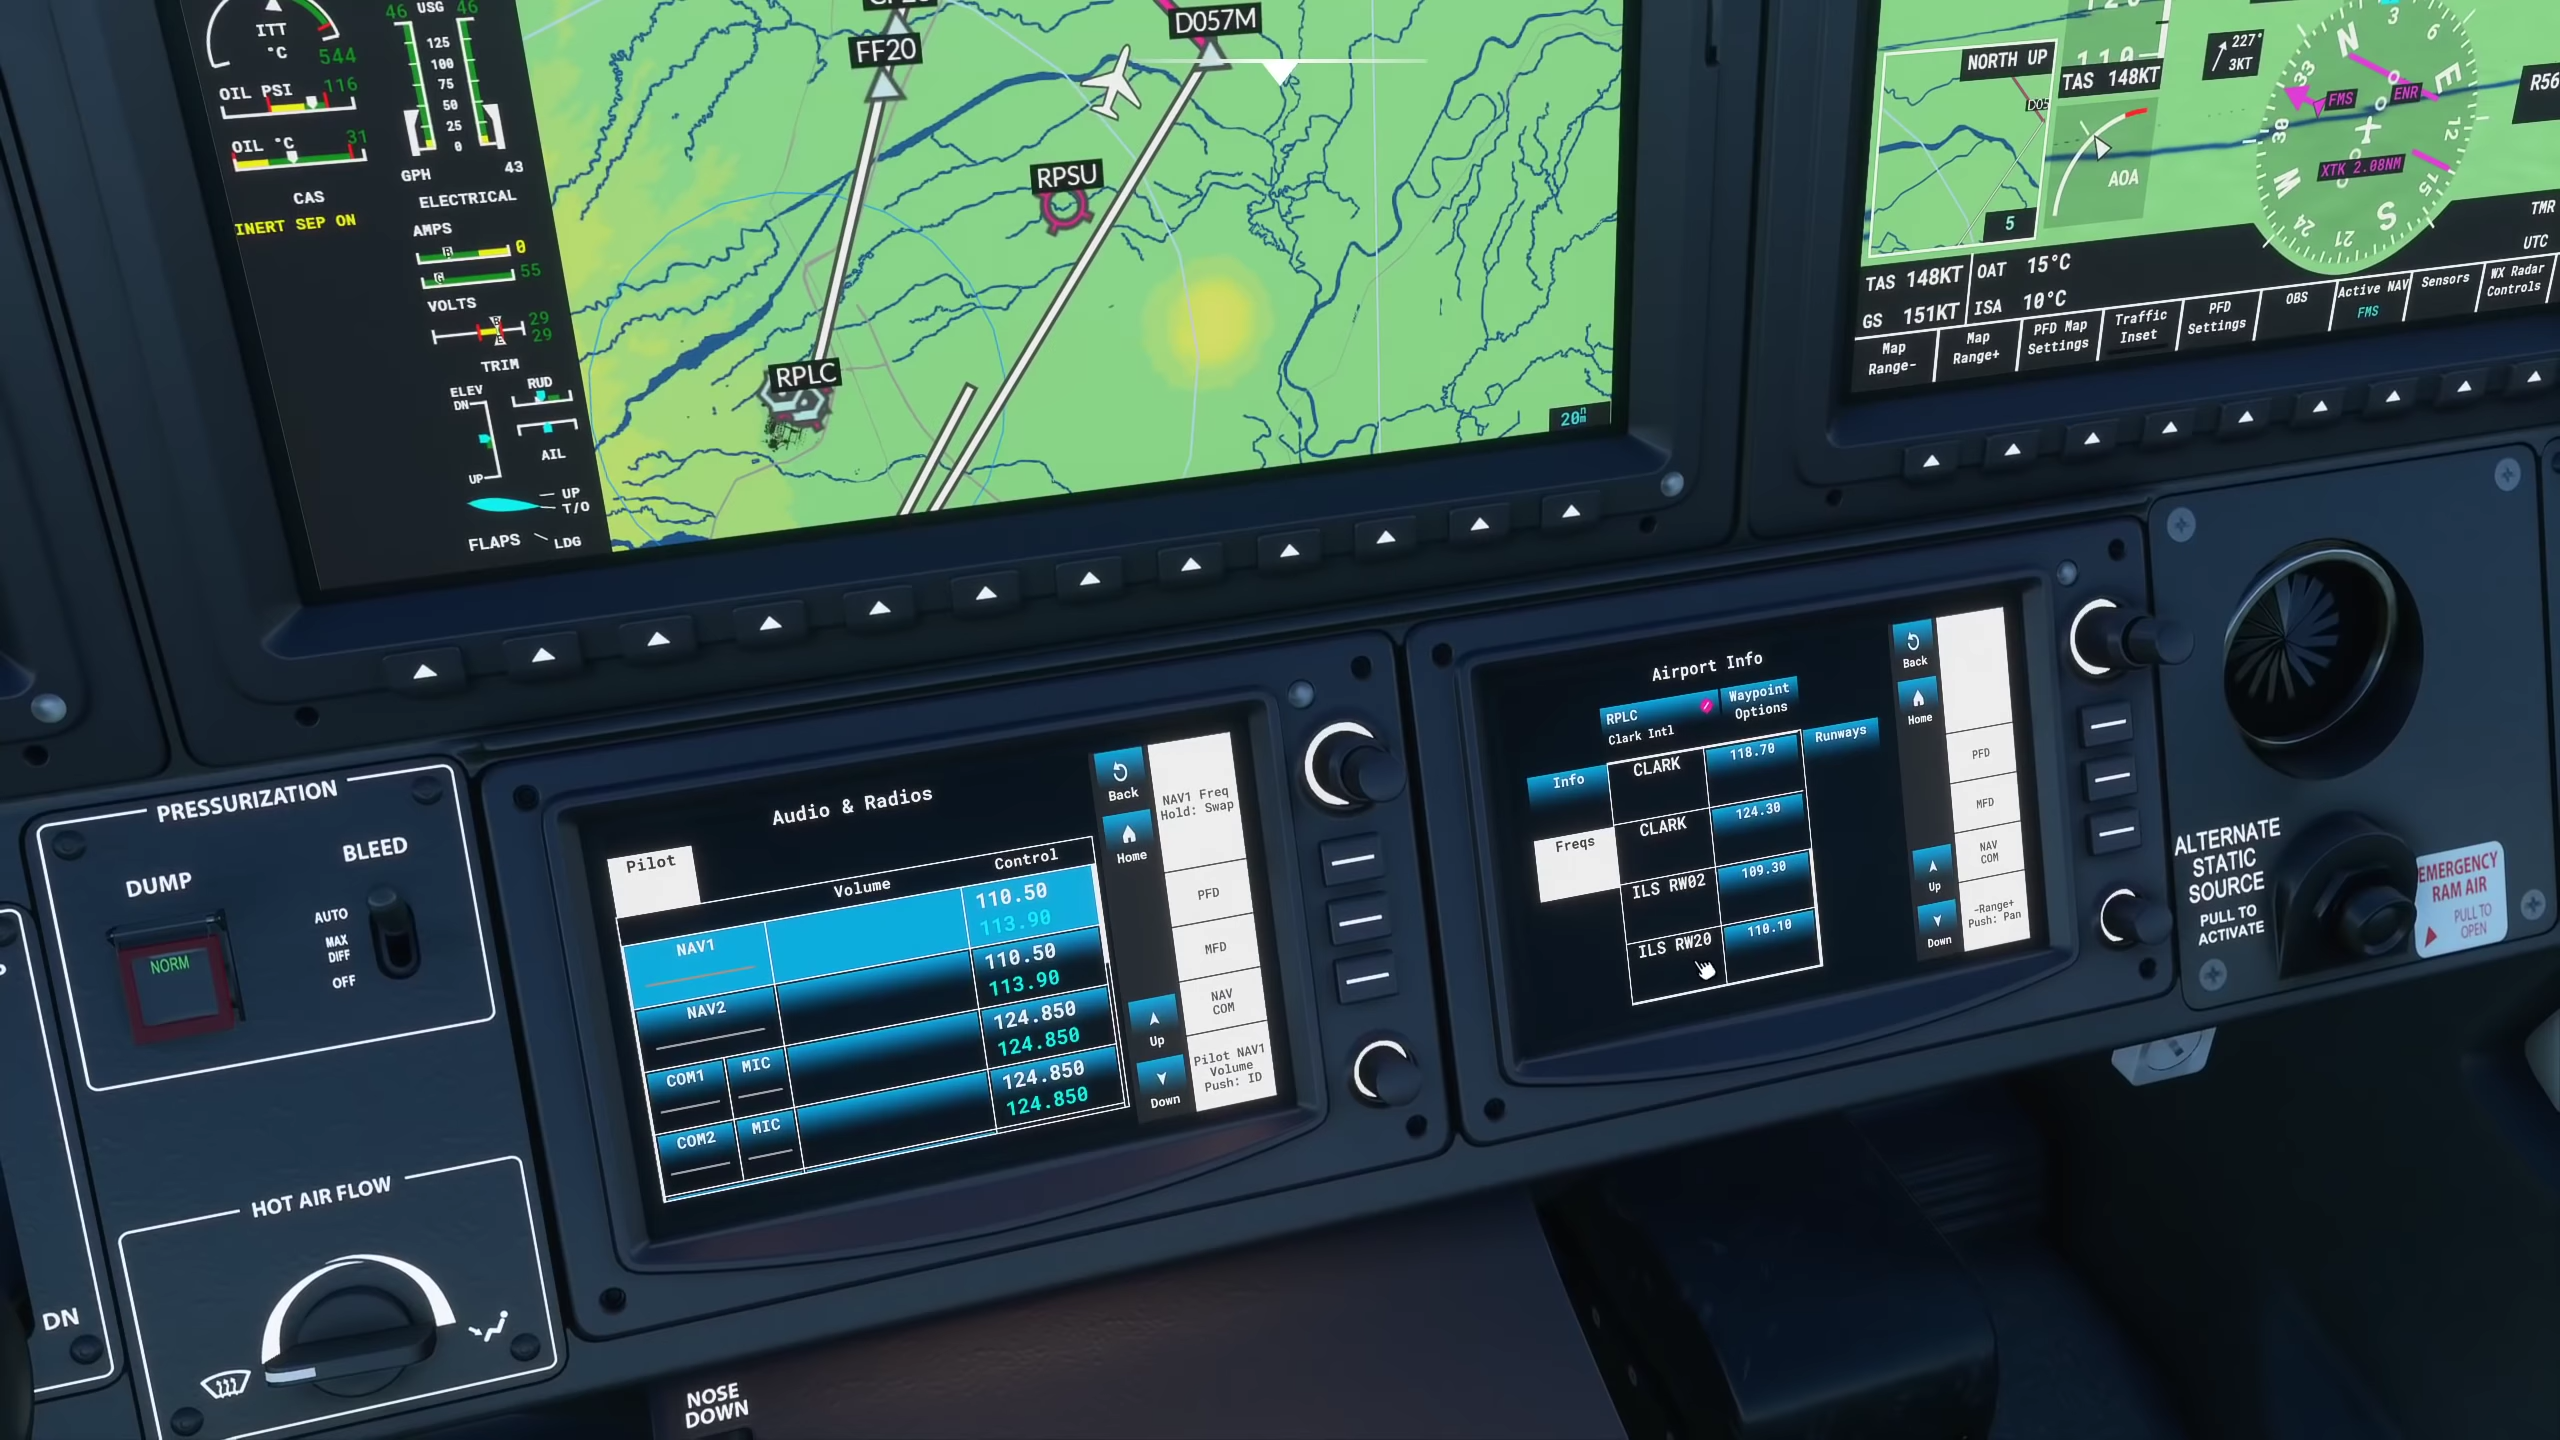 46 USG 46
ITT
°C 544
OIL PSI 116
OIL °C 31
125
100
75
50
25
0
GPH 43
CAS
INERT SEP ON
ELECTRICAL
AMPS
B 0
G 55
VOLTS
29
29
TRIM
ELEV RUD
DN
AIL
UP
UP
T/O
FLAPS LDG
FF20
D057M
RPSU
RPLC
20nm
NORTH UP
TAS 148KT
5
AOA
227°
3KT
N 3 6 E 12 15 S 21 24 W 30 33
FMS ENR
XTK 2.08NM
TMR
UTC
TAS 148KT OAT 15°C
GS 151KT ISA 10°C
Map Range-
Map Range+
PFD Map Settings
Traffic Inset
PFD Settings
OBS
Active NAV
FMS
Sensors
WX Radar Controls
PRESSURIZATION
DUMP
NORM
BLEED
AUTO
MAX DIFF
OFF
HOT AIR FLOW
DN
NOSE DOWN
Audio & Radios
Pilot
Volume
Control
NAV1
110.50
113.90
NAV2
110.50
113.90
COM1 MIC
124.850
124.850
COM2 MIC
124.850
124.850
Back
Home
Up
Down
NAV1 Freq
Hold: Swap
PFD
MFD
NAV
COM
Pilot NAV1
Volume
Push: ID
Airport Info
RPLC
Clark Intl
Waypoint Options
Info
Freqs
Runways
CLARK 118.70
CLARK 124.30
ILS RW02 109.30
ILS RW20 110.10
Back
Home
Up
Down
PFD
MFD
NAV
COM
-Range+
Push: Pan
ALTERNATE
STATIC
SOURCE
PULL TO
ACTIVATE
EMERGENCY
RAM AIR
PULL TO
OPEN